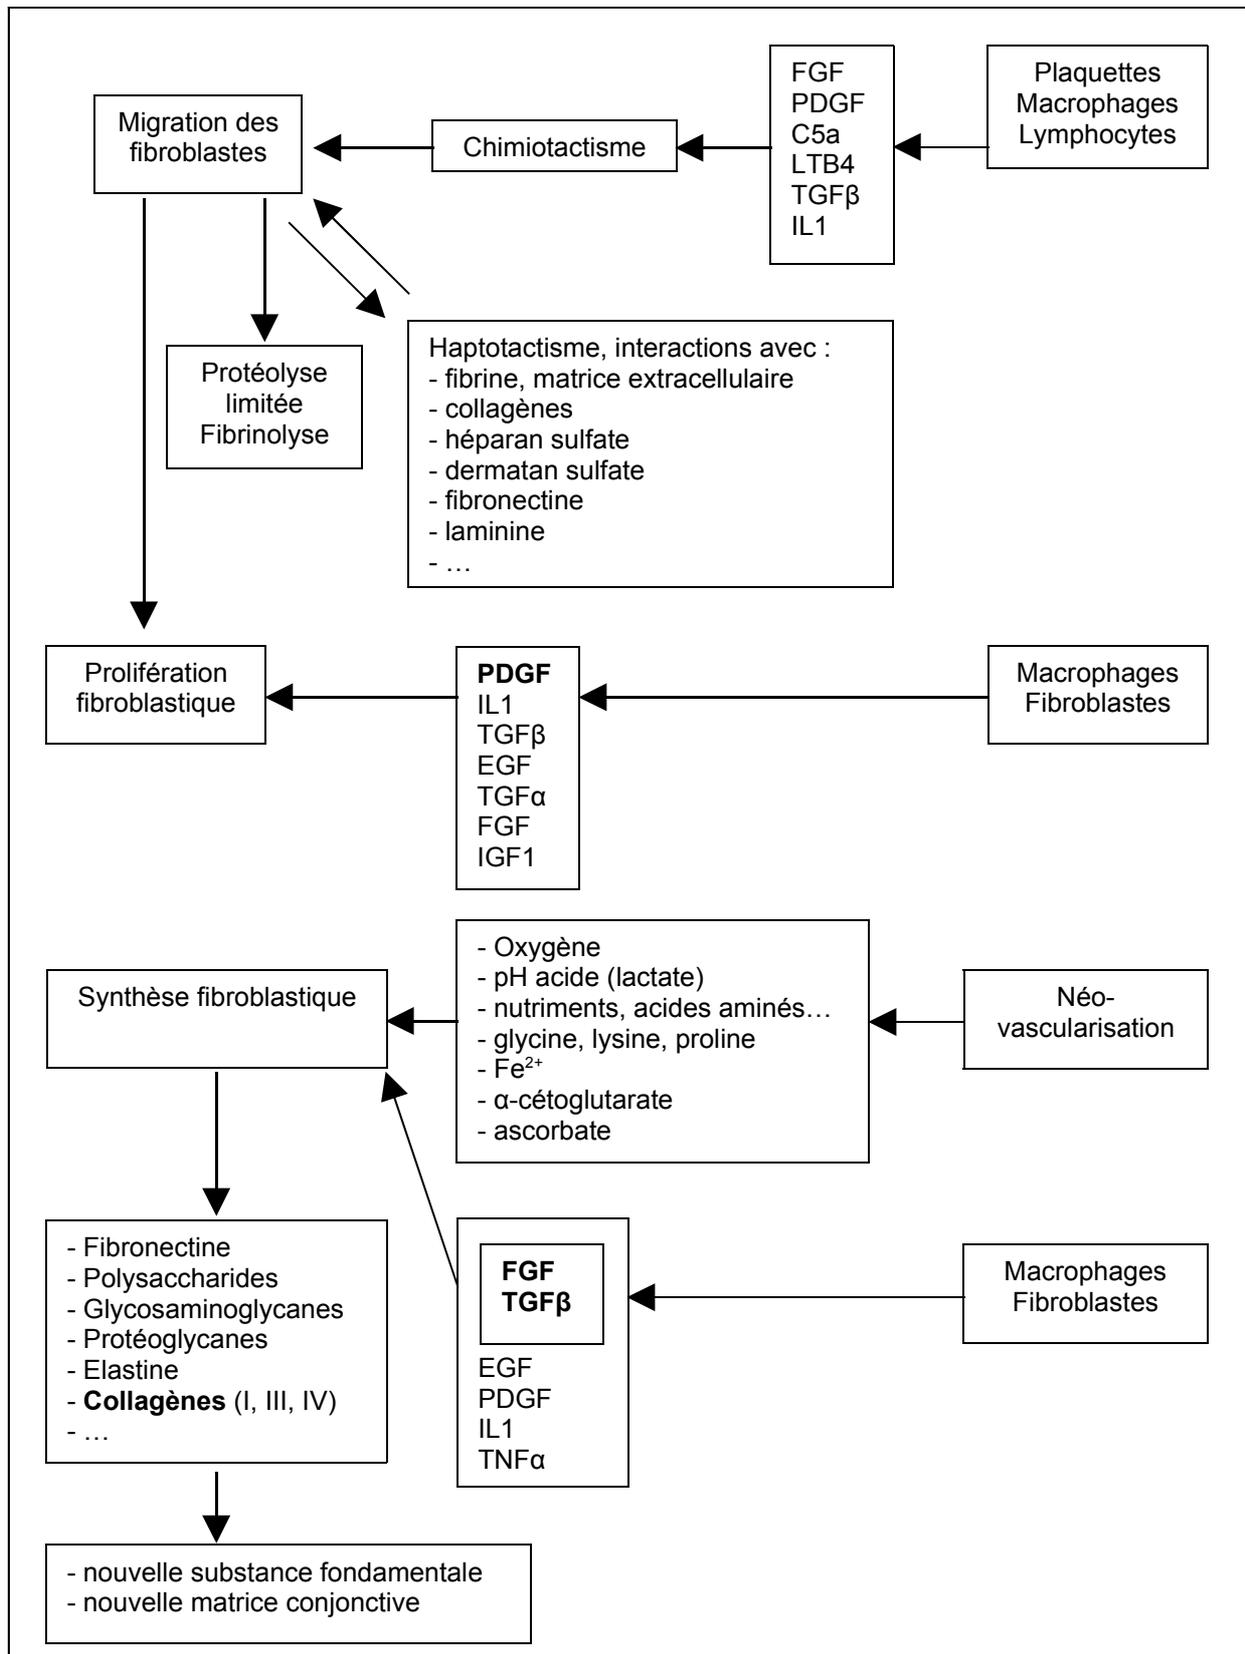 Migration des
fibroblastes
Chimiotactisme
FGF
PDGF
C5a
LTB4
TGFβ
IL1
Plaquettes
Macrophages
Lymphocytes
Protéolyse
limitée
Fibrinolyse
Haptotactisme, interactions avec :
- fibrine, matrice extracellulaire
- collagènes
- héparan sulfate
- dermatan sulfate
- fibronectine
- laminine
- …
Prolifération
fibroblastique
PDGF
IL1
TGFβ
EGF
TGFα
FGF
IGF1
Macrophages
Fibroblastes
Synthèse fibroblastique
- Oxygène
- pH acide (lactate)
- nutriments, acides aminés…
- glycine, lysine, proline
- Fe²⁺
- α-cétoglutarate
- ascorbate
Néo-
vascularisation
- Fibronectine
- Polysaccharides
- Glycosaminoglycanes
- Protéoglycanes
- Elastine
- Collagènes (I, III, IV)
- …
FGF
TGFβ
EGF
PDGF
IL1
TNFα
Macrophages
Fibroblastes
- nouvelle substance fondamentale
- nouvelle matrice conjonctive